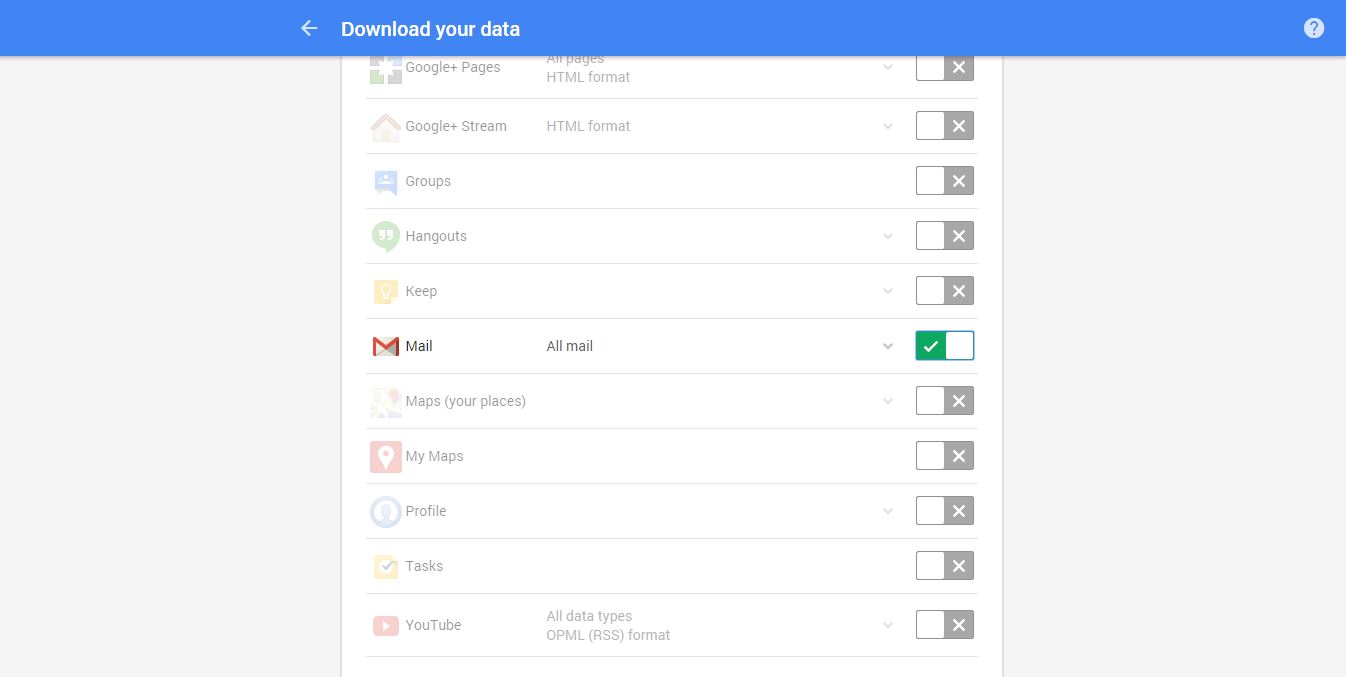 Download your data
?
All pages
Google+ Pages
HTML format
Google+ Stream HTML format
Groups
Hangouts
Keep
Mail All mail
Maps (your places)
My Maps
Profile
Tasks
All data types
YouTube
OPML (RSS) format